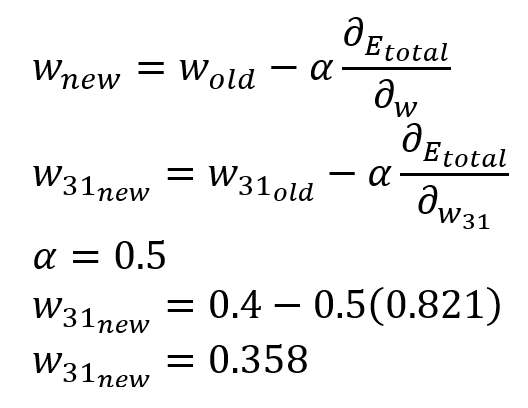 w_new = w_old − α ∂_E_total / ∂_w
w_31_new = w_31_old − α ∂_E_total / ∂_w_31
α = 0.5
w_31_new = 0.4 − 0.5(0.821)
w_31_new = 0.358